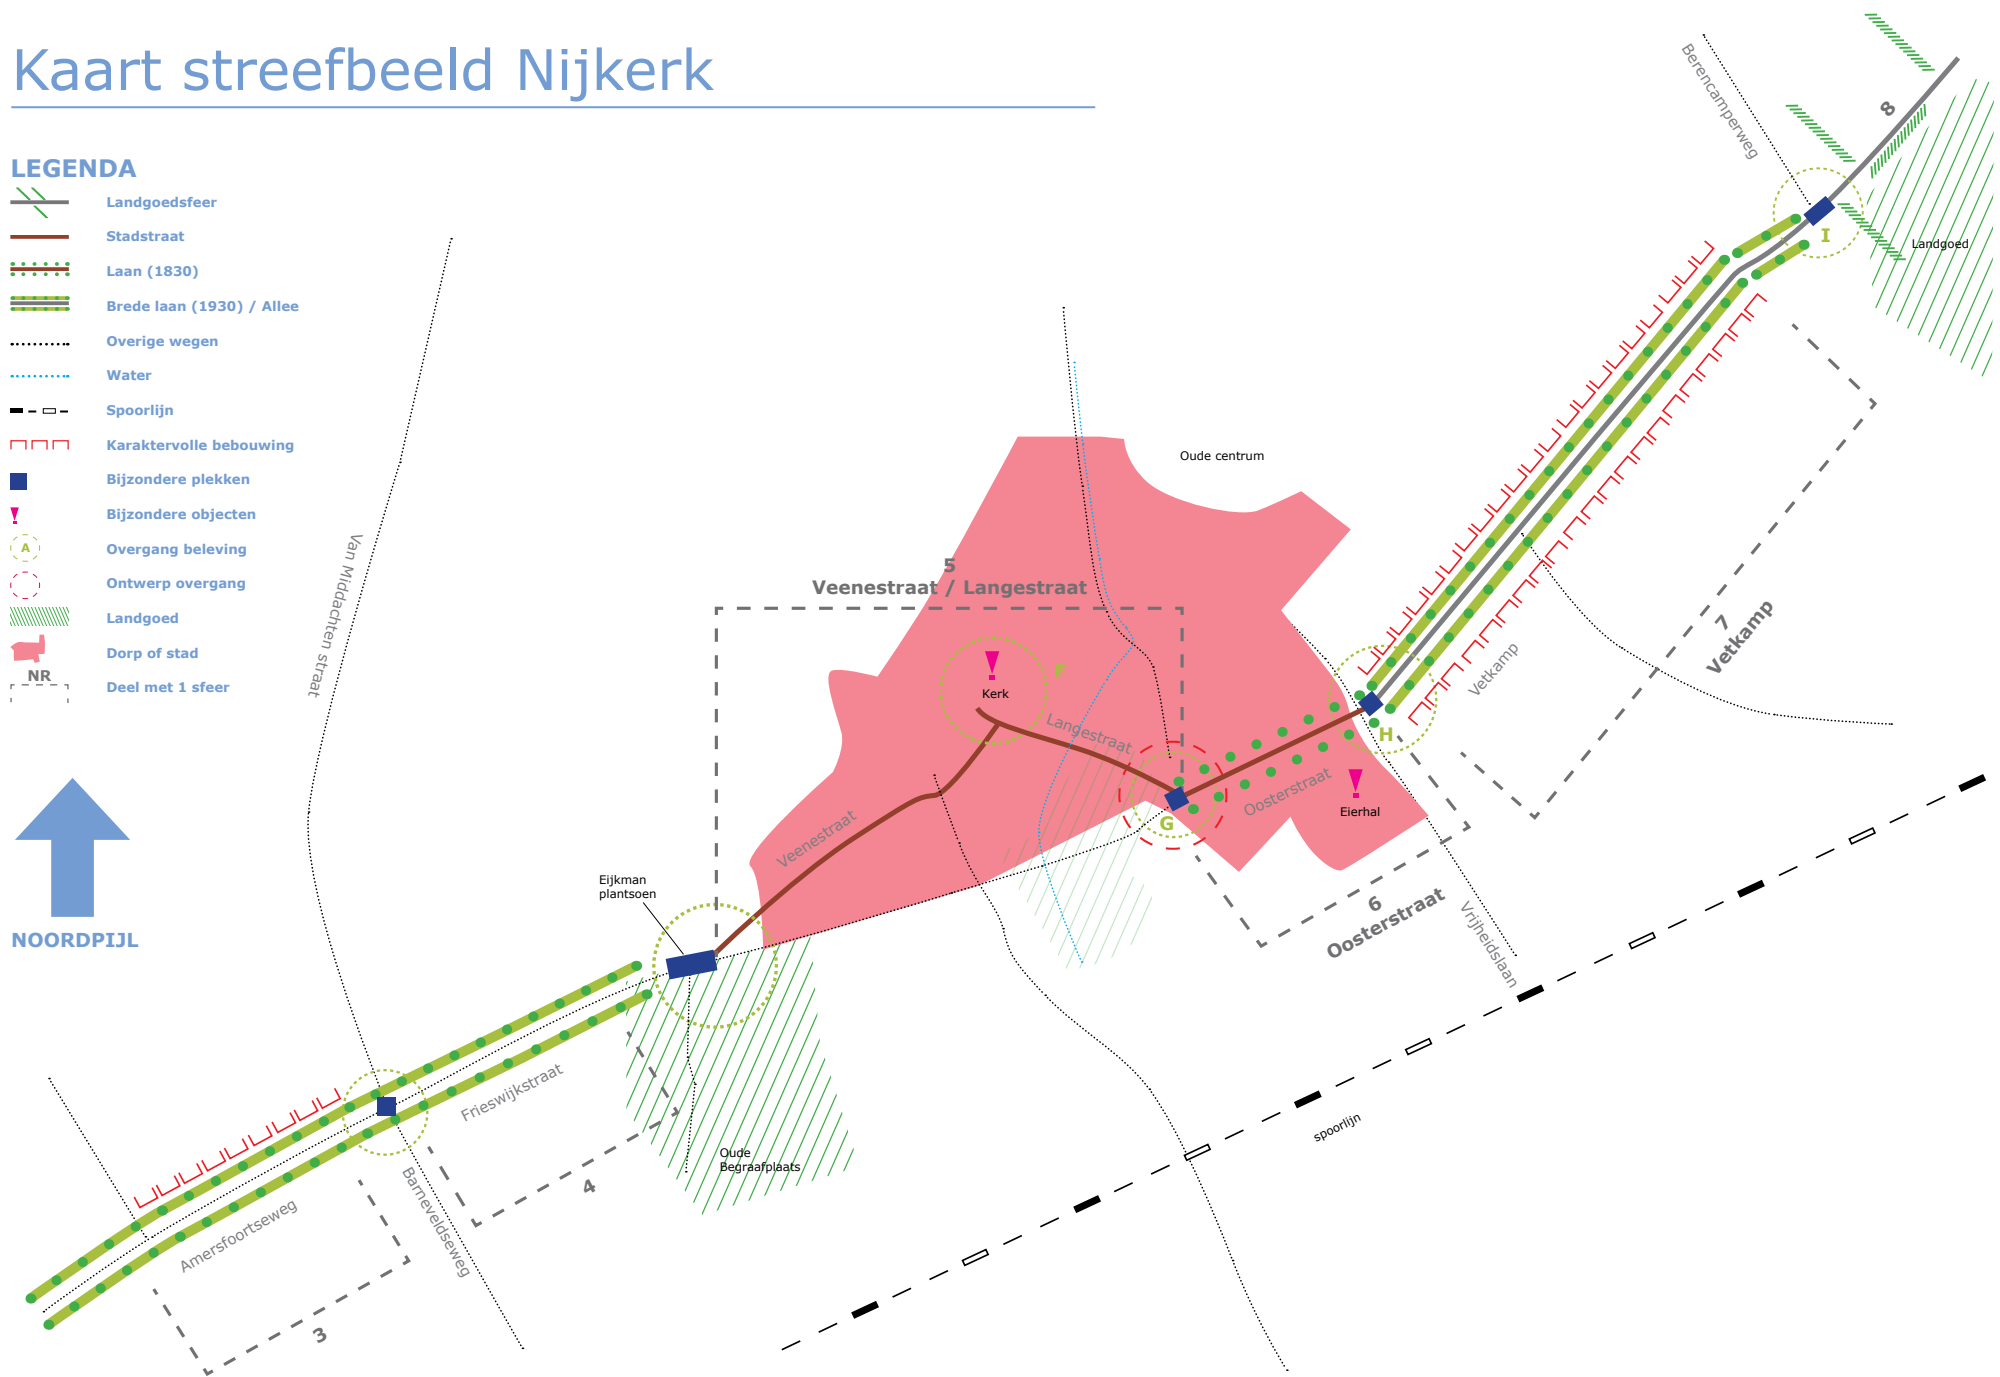 Kaart streefbeeld Nijkerk
LEGENDA
Landgoedsfeer
Stadstraat
Laan (1830)
Brede laan (1930) / Allee
Overige wegen
Water
Spoorlijn
Karaktervolle bebouwing
Bijzondere plekken
Bijzondere objecten
A
Overgang beleving
Ontwerp overgang
Landgoed
Dorp of stad
NR
Deel met 1 sfeer
NOORDPIJL
Berencamperweg
8
I
Landgoed
Oude centrum
Van Middachten straat
5
Veenestraat / Langestraat
F
Kerk
Langestraat
Veenestraat
G
Oosterstraat
H
Eierhal
Vetkamp
7
Vetkamp
6
Oosterstraat
Vrijheidslaan
Eijkman
plantsoen
Frieswijkstraat
4
Oude
Begraafplaats
spoorlijn
Amersfoortseweg
Barneveldseweg
3